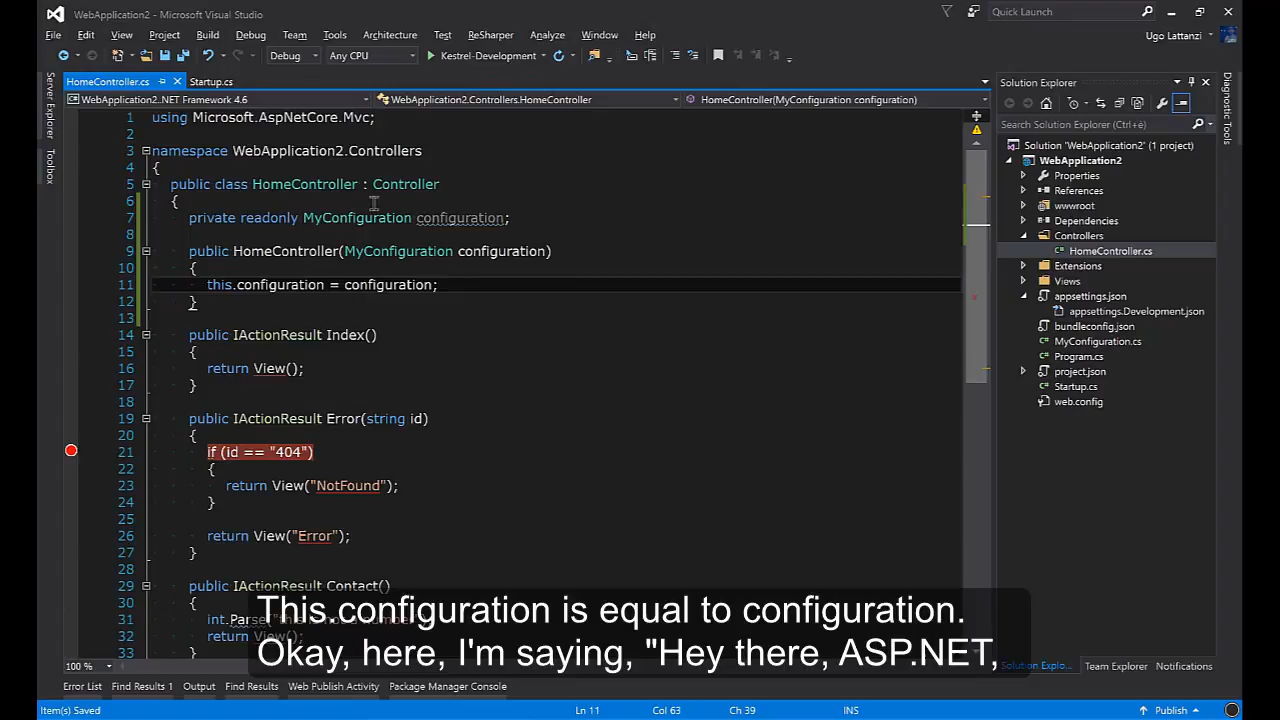 WebApplication2 - Microsoft Visual Studio
Quick Launch
File Edit View Project Build Debug Team Tools Architecture Test ReSharper Analyze Window Help
Ugo Lattanzi
Debug Any CPU Kestrel-Development
Server Explorer
Toolbox
HomeController.cs Startup.cs
WebApplication2..NET Framework 4.6 WebApplication2.Controllers.HomeController HomeController(MyConfiguration configuration)
1 using Microsoft.AspNetCore.Mvc;
2
3 namespace WebApplication2.Controllers
4 {
5 public class HomeController : Controller
6 {
7 private readonly MyConfiguration configuration;
8
9 public HomeController(MyConfiguration configuration)
10 {
11 this.configuration = configuration;
12 }
13
14 public IActionResult Index()
15 {
16 return View();
17 }
18
19 public IActionResult Error(string id)
20 {
21 if (id == "404")
22 {
23 return View("NotFound");
24 }
25
26 return View("Error");
27 }
28
29 public IActionResult Contact()
30 {
31 int.Parse(
32 return View();
33
This configuration is equal to configuration.
Okay, here, I'm saying, "Hey there, ASP.NET,
100 %
Solution Explorer
Search Solution Explorer (Ctrl+è)
Solution "WebApplication2" (1 project)
WebApplication2
Properties
References
wwwroot
Dependencies
Controllers
HomeController.cs
Extensions
Views
appsettings.json
appsettings.Development.json
bundleconfig.json
MyConfiguration.cs
Program.cs
project.json
Startup.cs
web.config
Diagnostic Tools
Solution Explo... Team Explorer Notifications
Error List Find Results 1 Output Find Results Web Publish Activity Package Manager Console
Item(s) Saved Ln 11 Col 63 Ch 39 INS Publish